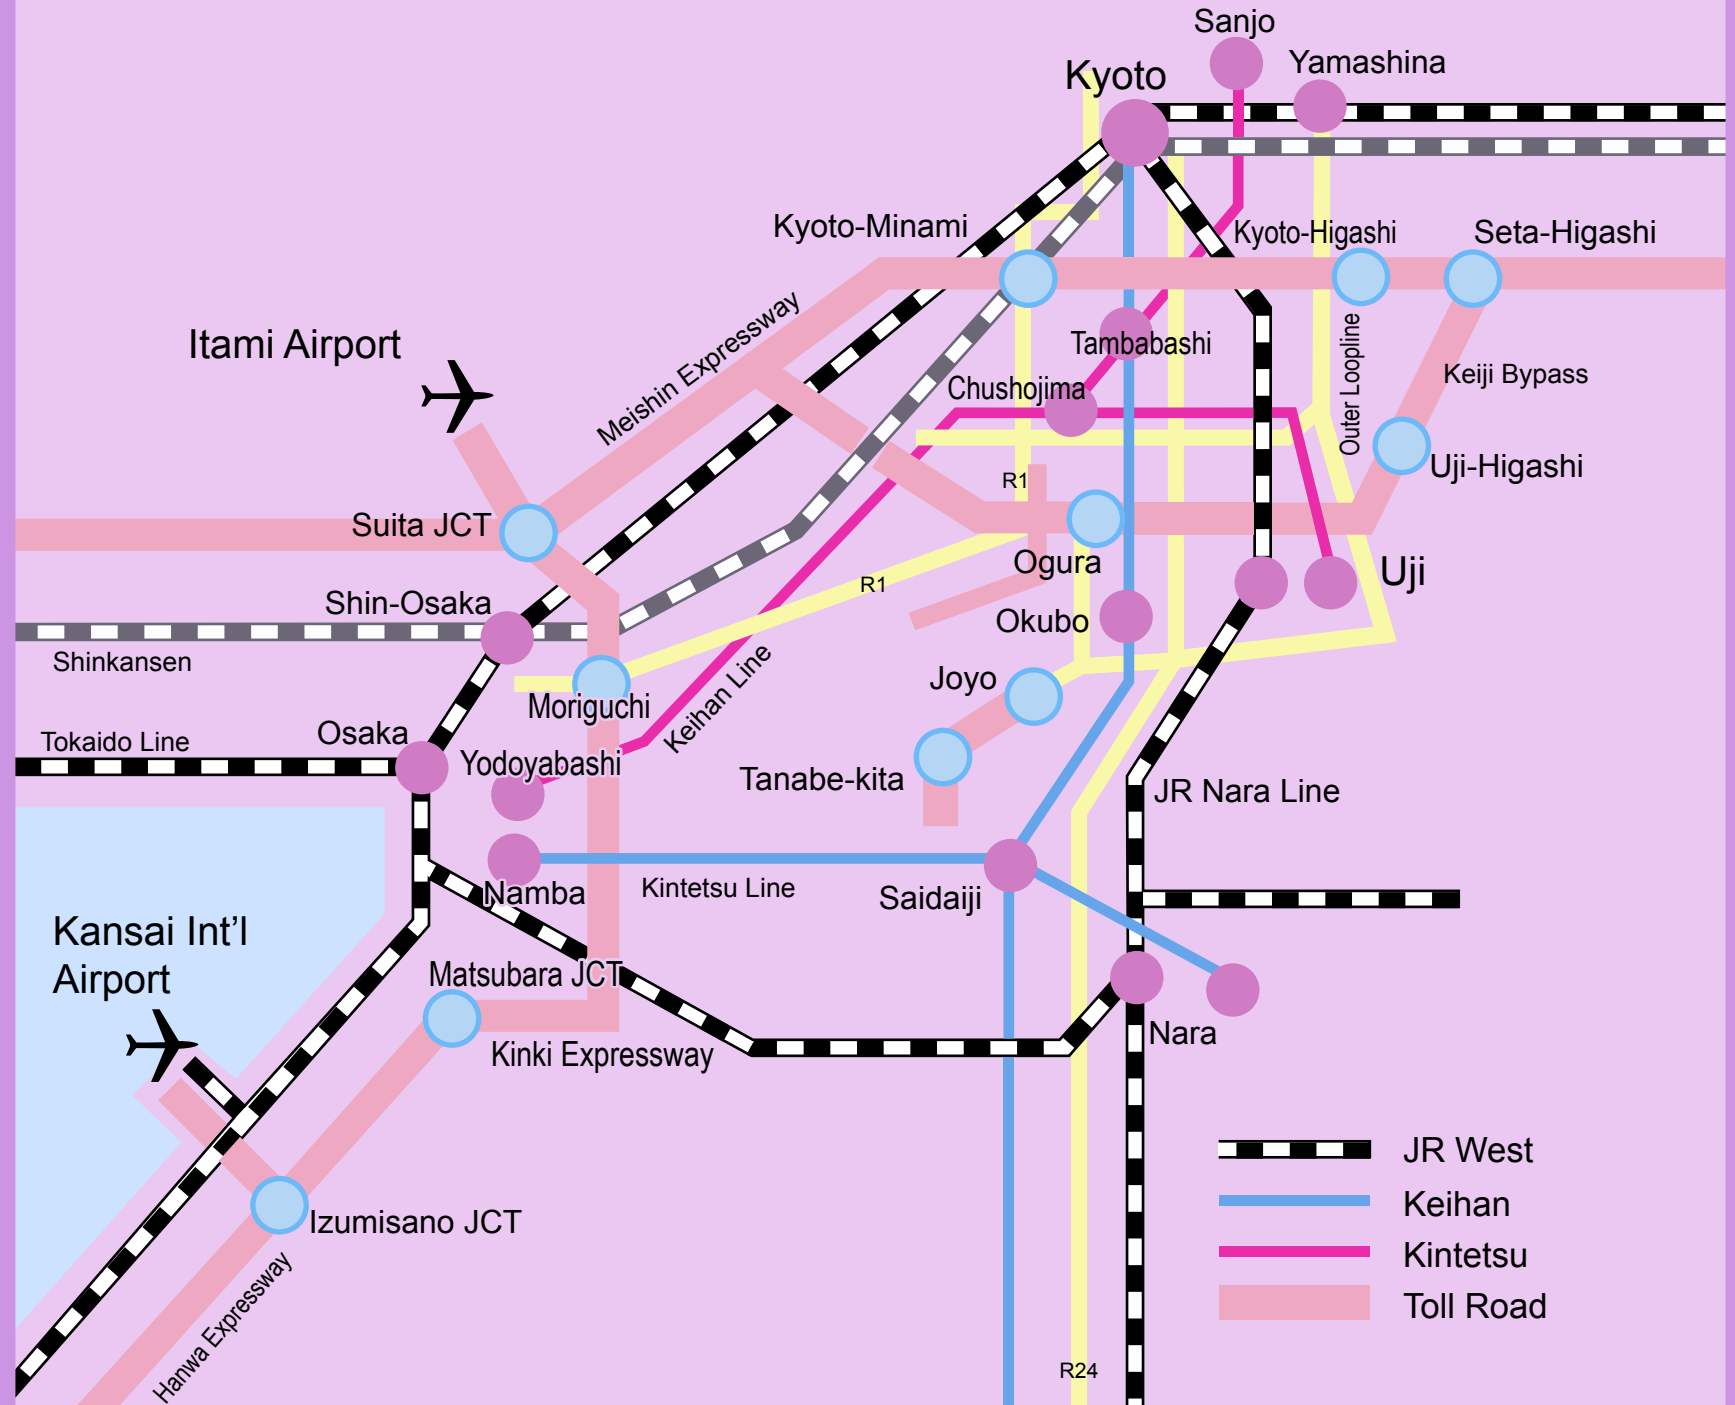 Sanjo
Yamashina
Kyoto
Kyoto-Minami
Kyoto-Higashi
Seta-Higashi
Itami Airport
Meishin Expressway
Tambabashi
Outer Loopline
Keiji Bypass
Chushojima
Uji-Higashi
R1
Suita JCT
Ogura
Uji
R1
Shin-Osaka
Okubo
Shinkansen
Joyo
Moriguchi
Keihan Line
Osaka
Tokaido Line
Yodoyabashi
Tanabe-kita
JR Nara Line
Namba
Kintetsu Line
Saidaiji
Kansai Int'l
Airport
Matsubara JCT
Nara
Kinki Expressway
JR West
Keihan
Izumisano JCT
Kintetsu
Toll Road
Hanwa Expressway
R24